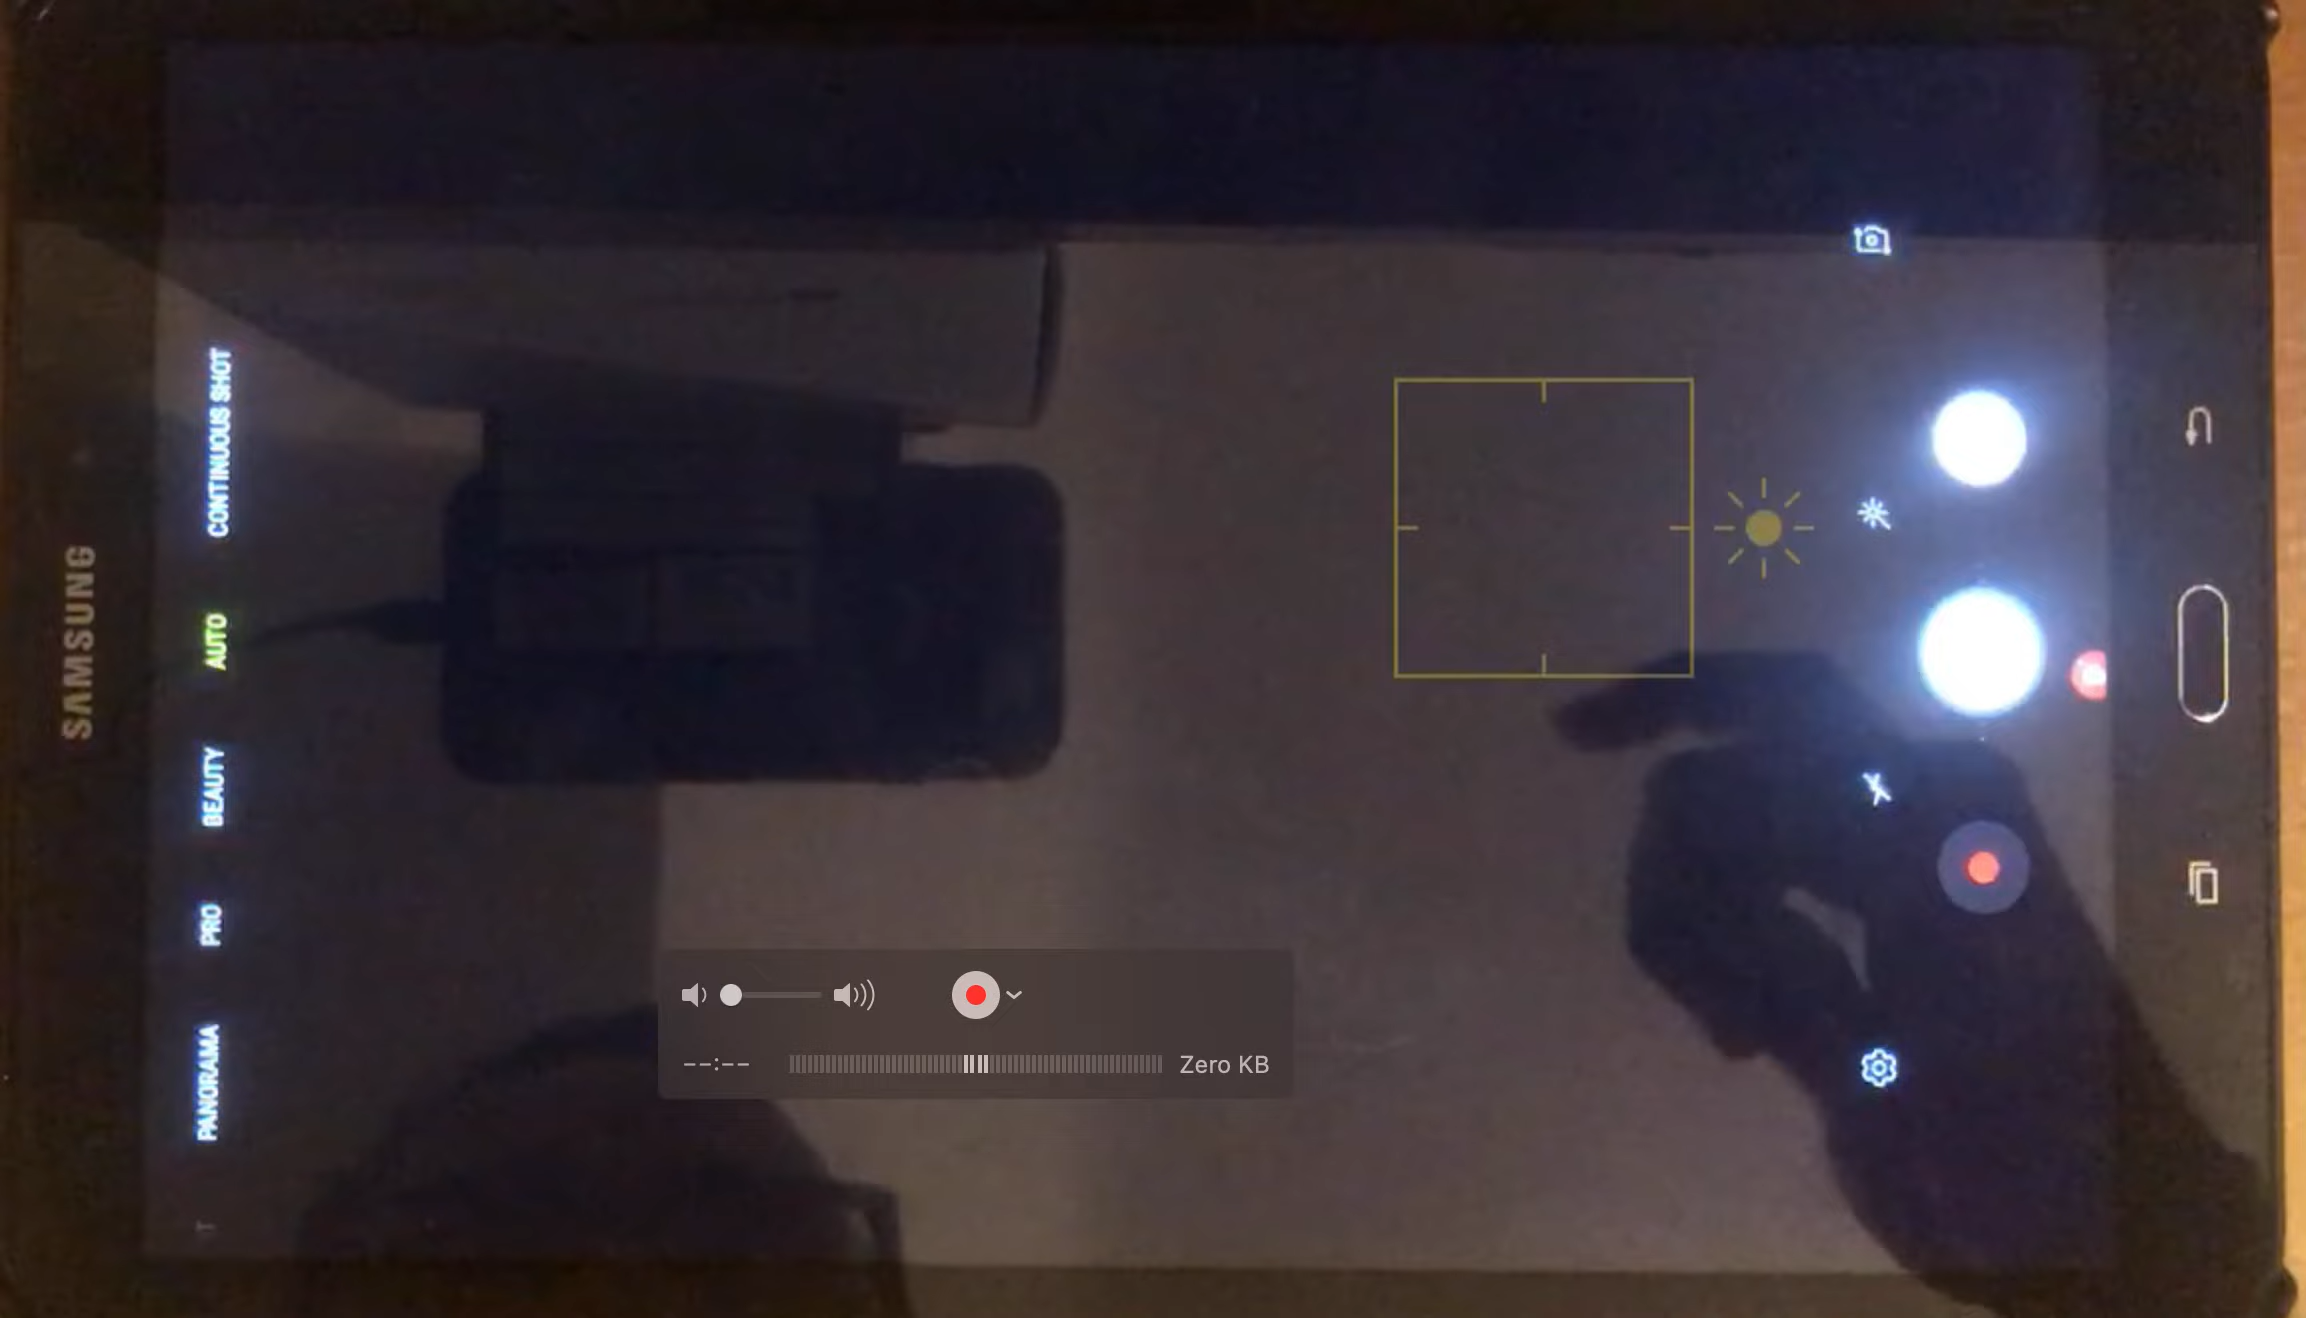 SAMSUNG
CONTINUOUS SHOT
AUTO
BEAUTY
PRO
PANORAMA
--:--
Zero KB